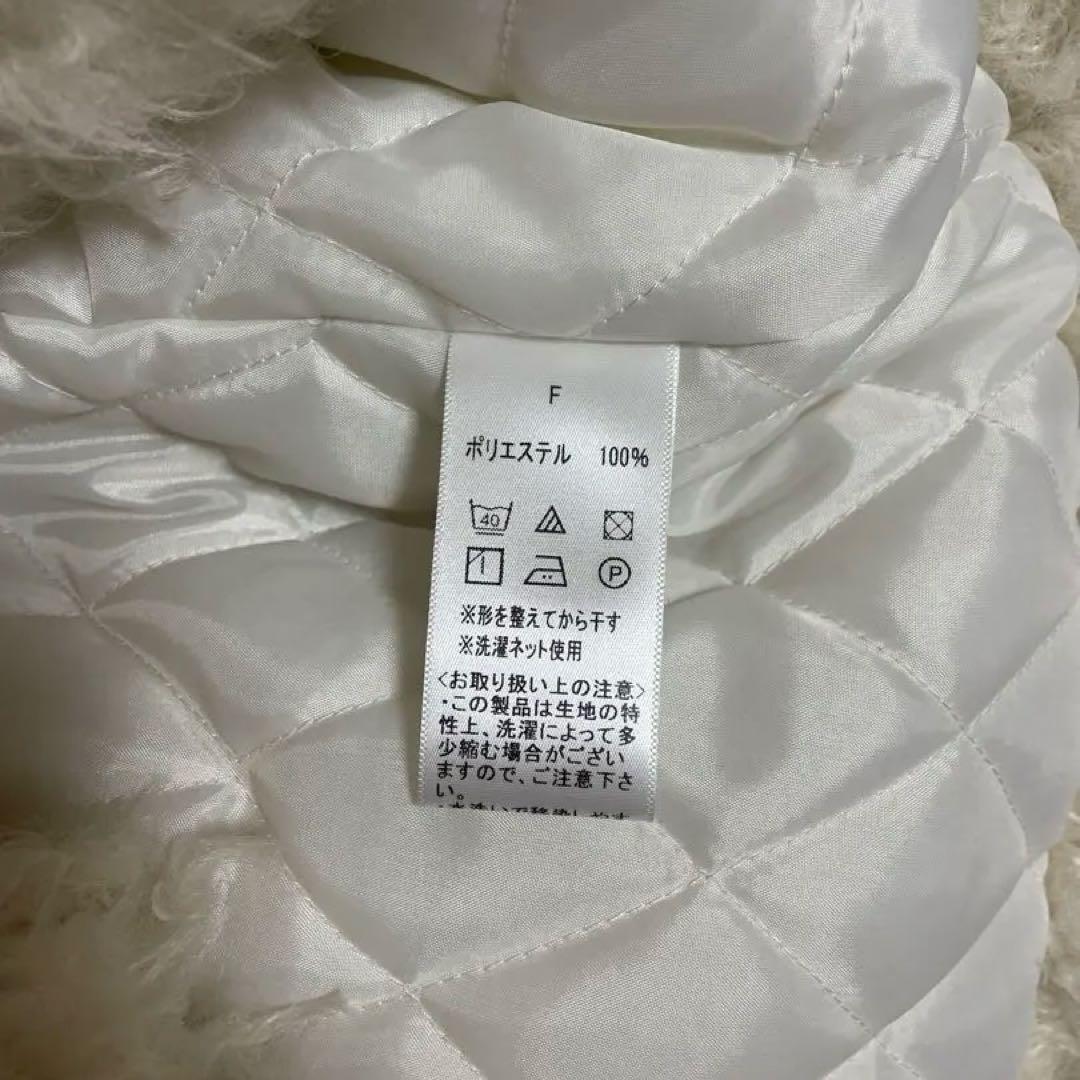 F
ポリエステル 100%
40
P
※形を整えてから干す
※洗濯ネット使用
<お取り扱い上の注意>
・この製品は生地の特
性上、洗濯によって多
少縮む場合がござい
ますので、ご注意下さ
い。